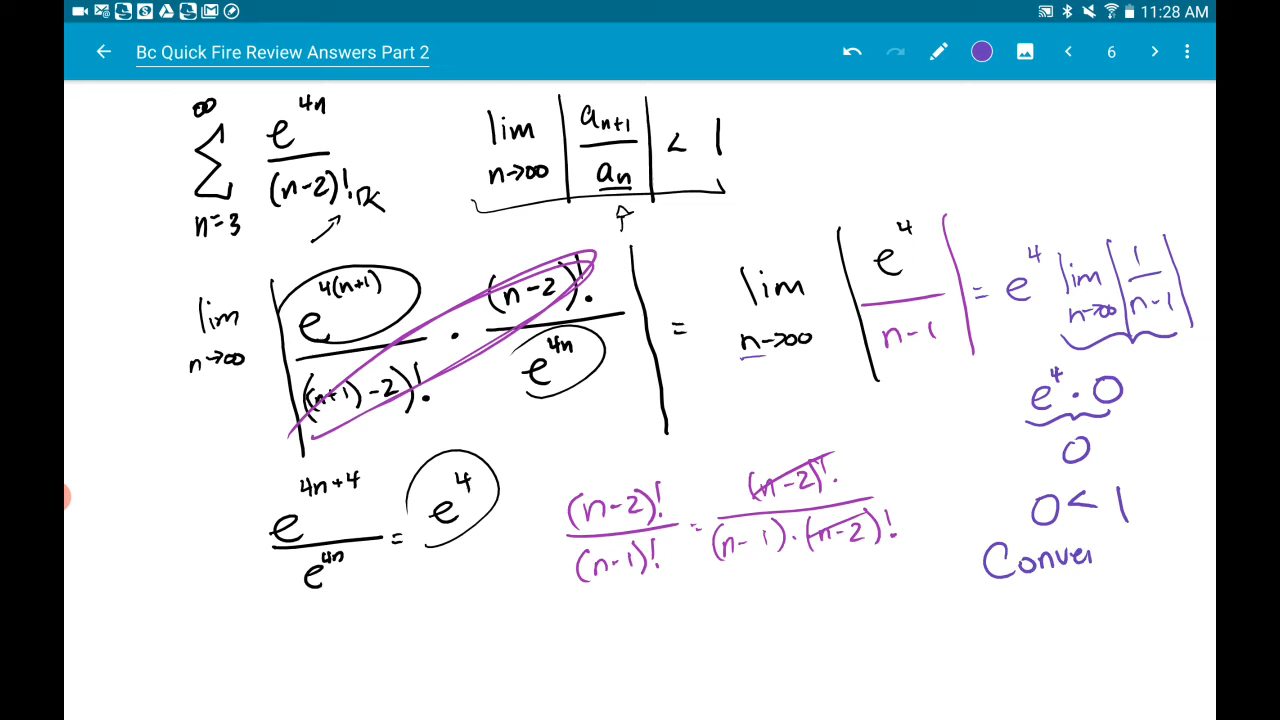 11:28 AM
Bc Quick Fire Review Answers Part 2
6
∞ ∑ n=3 e^{4n} / (n-2)!
lim n→∞ | a_{n+1} / a_n | < 1
lim n→∞ | e^{4(n+1)} / ((n+1)-2)! · (n-2)! / e^{4n} | = lim n→∞ | e^4 / n-1 | = e^4 lim n→∞ | 1 / n-1 |
e^4 · 0
0
0 < 1
Conver
e^{4n+4} / e^{4n} = e^4
(n-2)! / (n-1)! = (n-2)! / (n-1)·(n-2)!